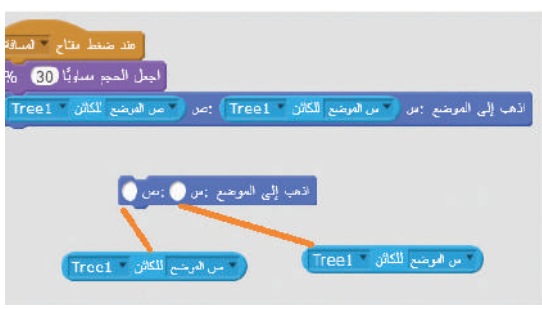 عند ضغط مفتاح المسافة
اجعل الحجم مساويًا 30 %
اذهب إلى الموضع س: س الموضع للكائن Tree1 ص: ص الموضع للكائن Tree1
اذهب إلى الموضع س: ص:
س الموضع للكائن Tree1
س الموضع للكائن Tree1